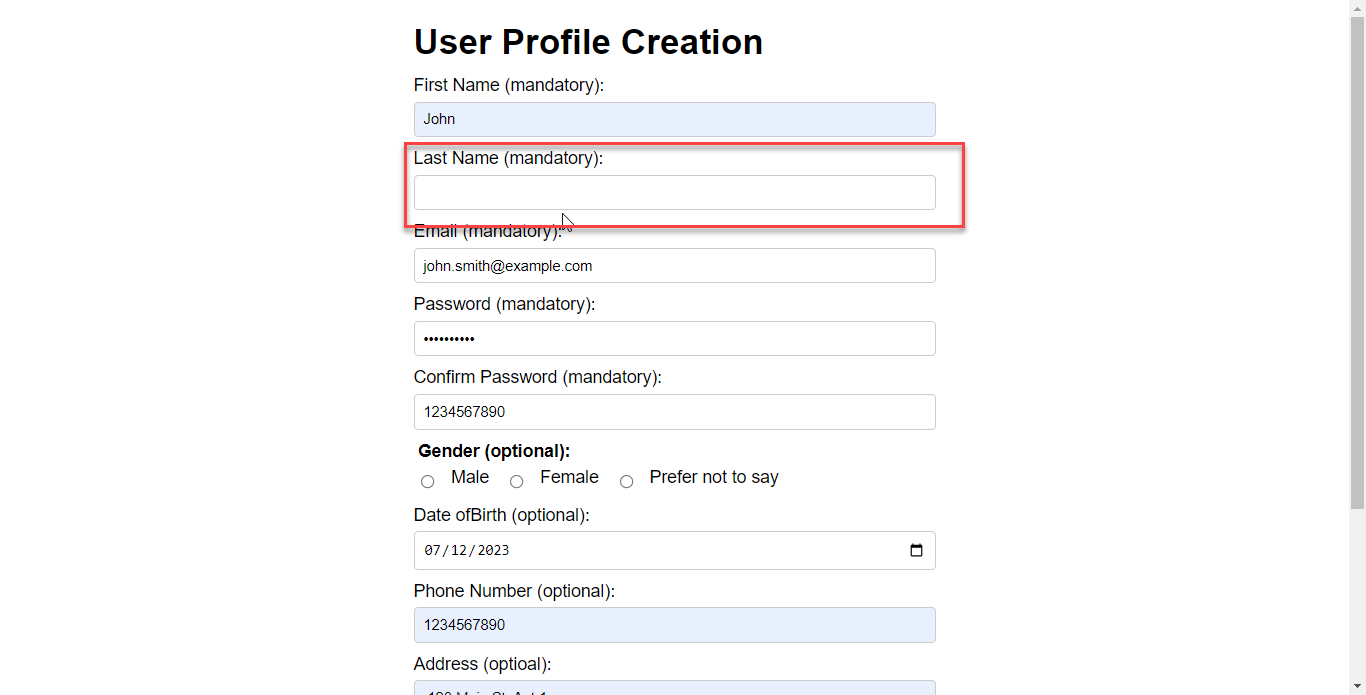 User Profile Creation
First Name (mandatory):
John
Last Name (mandatory):
Email (mandatory):
john.smith@example.com
Password (mandatory):
••••••••••
Confirm Password (mandatory):
1234567890
Gender (optional):
Male Female Prefer not to say
Date ofBirth (optional):
07/12/2023
Phone Number (optional):
1234567890
Address (optioal):